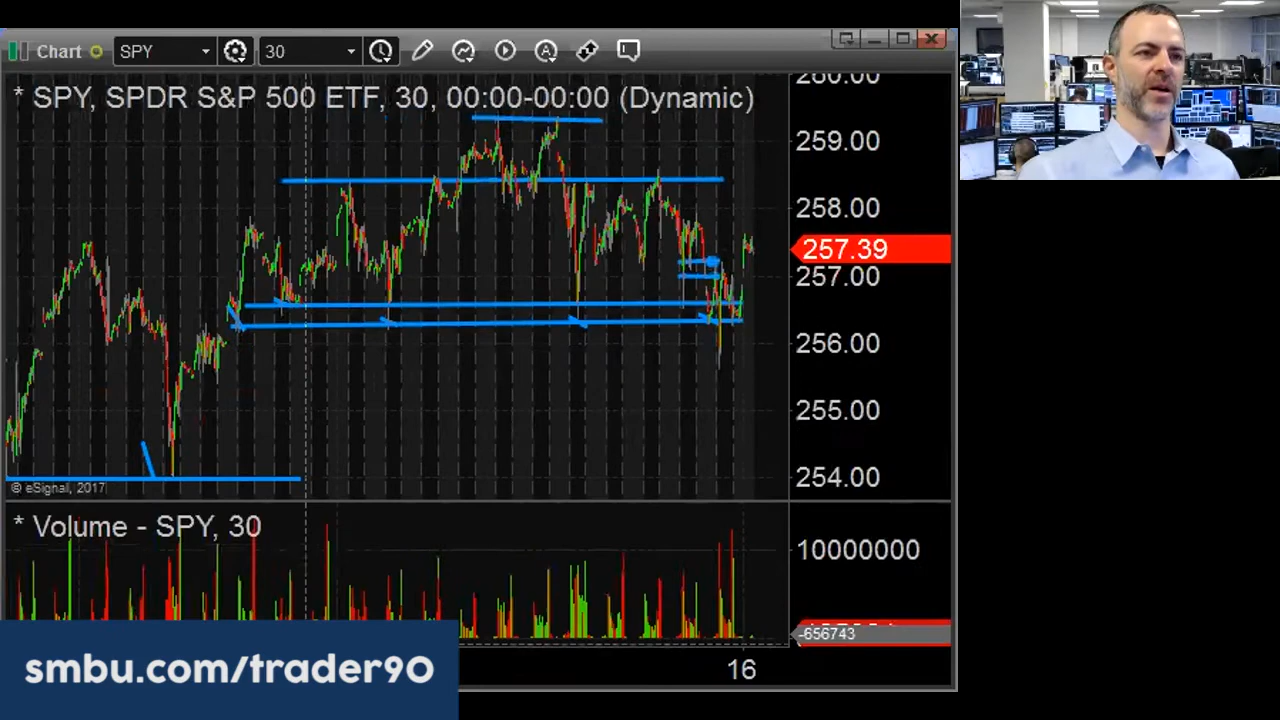 Chart SPY 30
* SPY, SPDR S&P 500 ETF, 30, 00:00-00:00 (Dynamic)
260.00
259.00
258.00
257.39
257.00
256.00
255.00
254.00
© eSignal, 2017
* Volume - SPY, 30
10000000
-656743
16
smbu.com/trader90